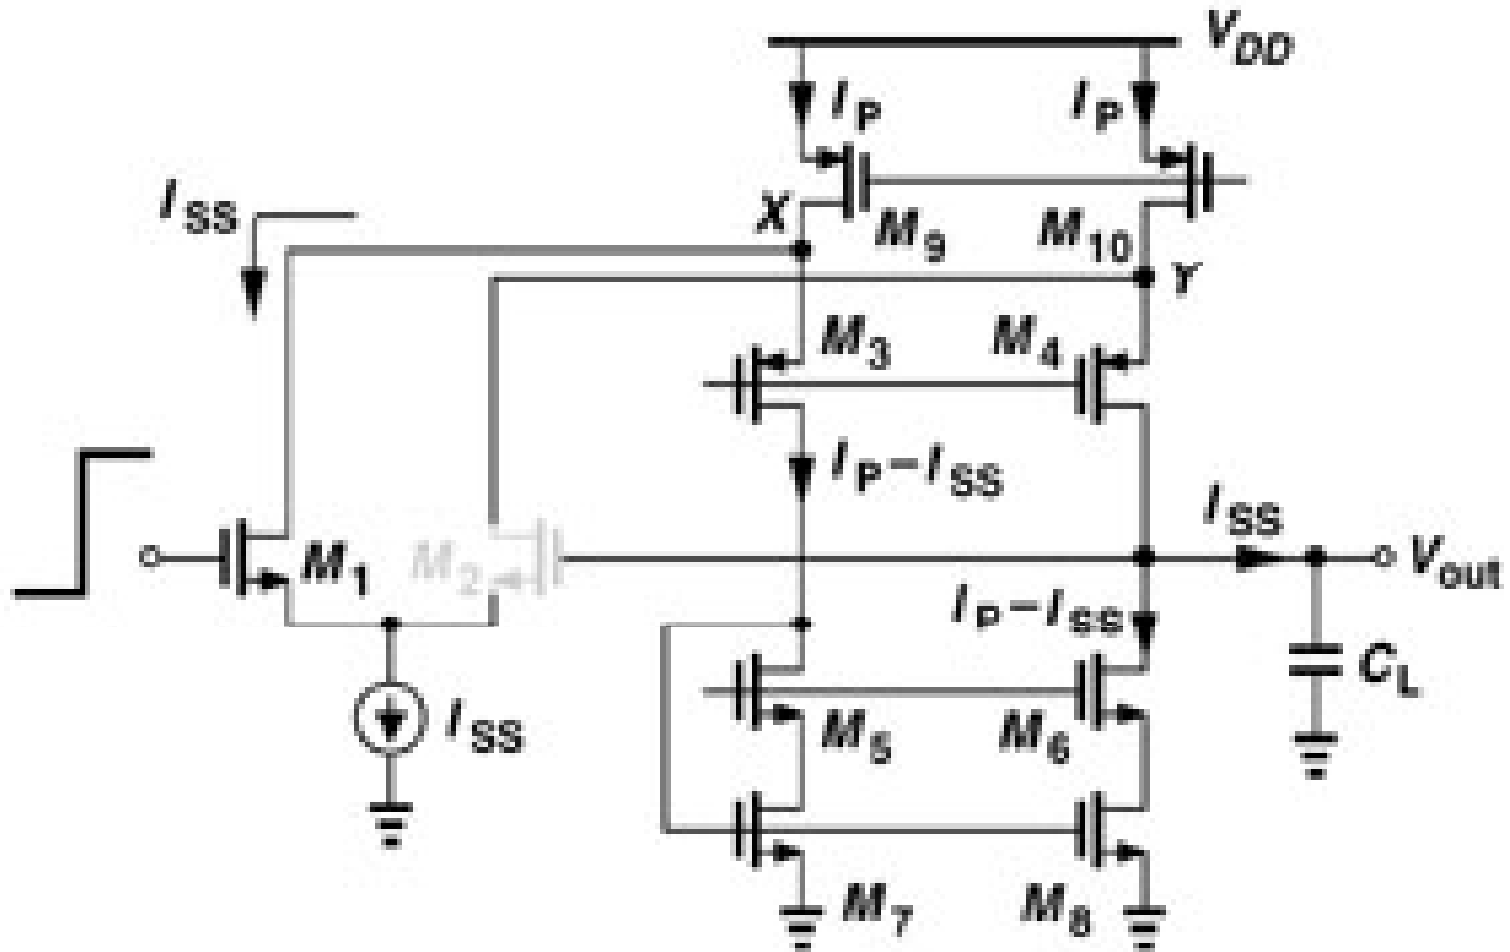 V_DD
I_P
I_P
I_SS
X
M_9
M_10
Y
M_3
M_4
I_P – I_SS
I_SS
M_1
M_2
V_out
I_P – I_SS
C_L
I_SS
M_5
M_6
M_7
M_8